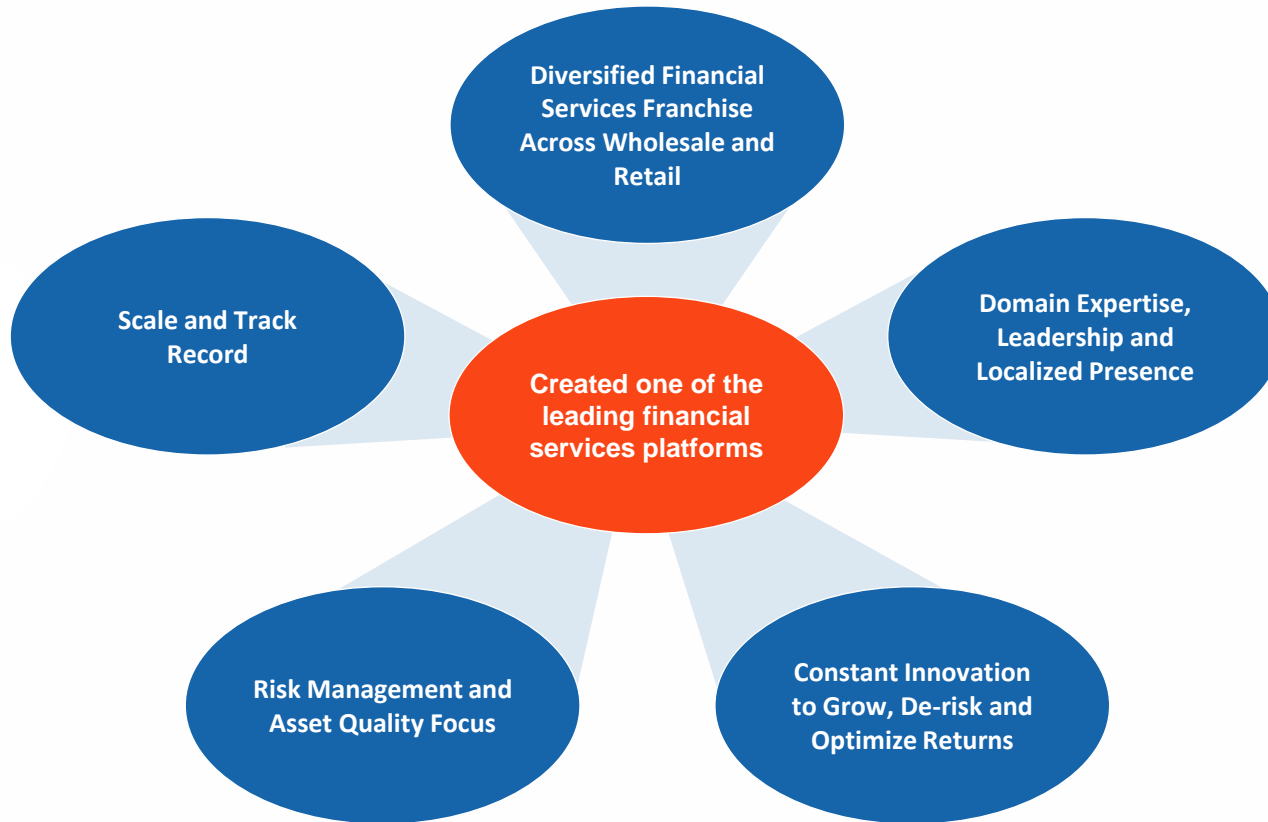 Diversified Financial
Services Franchise
Across Wholesale and
Retail
Scale and Track
Record
Domain Expertise,
Leadership and
Localized Presence
Created one of the
leading financial
services platforms
Risk Management and
Asset Quality Focus
Constant Innovation
to Grow, De-risk and
Optimize Returns